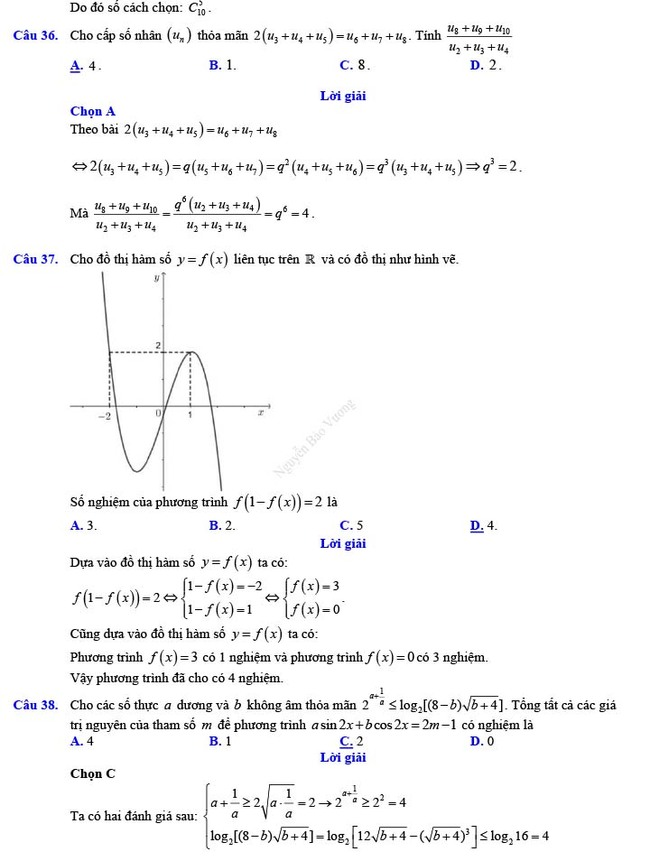 Do đó số cách chọn: C₁₀⁵.
Câu 36. Cho cấp số nhân (uₙ) thỏa mãn 2(u₃ + u₄ + u₅) = u₆ + u₇ + u₈. Tính (u₈ + u₉ + u₁₀)/(u₂ + u₃ + u₄)
A. 4. B. 1. C. 8. D. 2.
Lời giải
Chọn A
Theo bài 2(u₃ + u₄ + u₅) = u₆ + u₇ + u₈
⇔ 2(u₃ + u₄ + u₅) = q(u₅ + u₆ + u₇) = q²(u₄ + u₅ + u₆) = q³(u₃ + u₄ + u₅) ⇒ q³ = 2.
Mà (u₈ + u₉ + u₁₀)/(u₂ + u₃ + u₄) = q⁶(u₂ + u₃ + u₄)/(u₂ + u₃ + u₄) = q⁶ = 4.
Câu 37. Cho đồ thị hàm số y = f(x) liên tục trên ℝ và có đồ thị như hình vẽ.
y
2
-2 0 1 x
Nguyễn Bảo Vương
Số nghiệm của phương trình f(1−f(x)) = 2 là
A. 3. B. 2. C. 5 D. 4.
Lời giải
Dựa vào đồ thị hàm số y = f(x) ta có:
f(1−f(x)) = 2 ⇔ {1−f(x) = −2 ; 1−f(x) = 1 ⇔ {f(x) = 3 ; f(x) = 0.
Cũng dựa vào đồ thị hàm số y = f(x) ta có:
Phương trình f(x) = 3 có 1 nghiệm và phương trình f(x) = 0 có 3 nghiệm.
Vậy phương trình đã cho có 4 nghiệm.
Câu 38. Cho các số thực a dương và b không âm thỏa mãn 2^(a+1/a) ≤ log₂[(8−b)√(b+4)]. Tổng tất cả các giá
trị nguyên của tham số m để phương trình a sin 2x + b cos 2x = 2m − 1 có nghiệm là
A. 4 B. 1 C. 2 D. 0
Lời giải
Chọn C
Ta có hai đánh giá sau: {a + 1/a ≥ 2√(a·1/a) = 2 → 2^(a+1/a) ≥ 2² = 4
log₂[(8−b)√(b+4)] = log₂[12√(b+4) − (√(b+4))³] ≤ log₂ 16 = 4